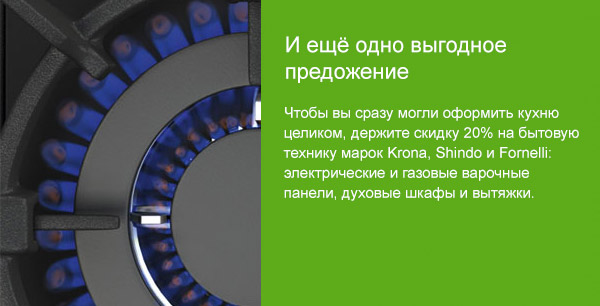 И ещё одно выгодное
предожение
Чтобы вы сразу могли оформить кухню
целиком, держите скидку 20% на бытовую
технику марок Krona, Shindo и Fornelli:
электрические и газовые варочные
панели, духовые шкафы и вытяжки.